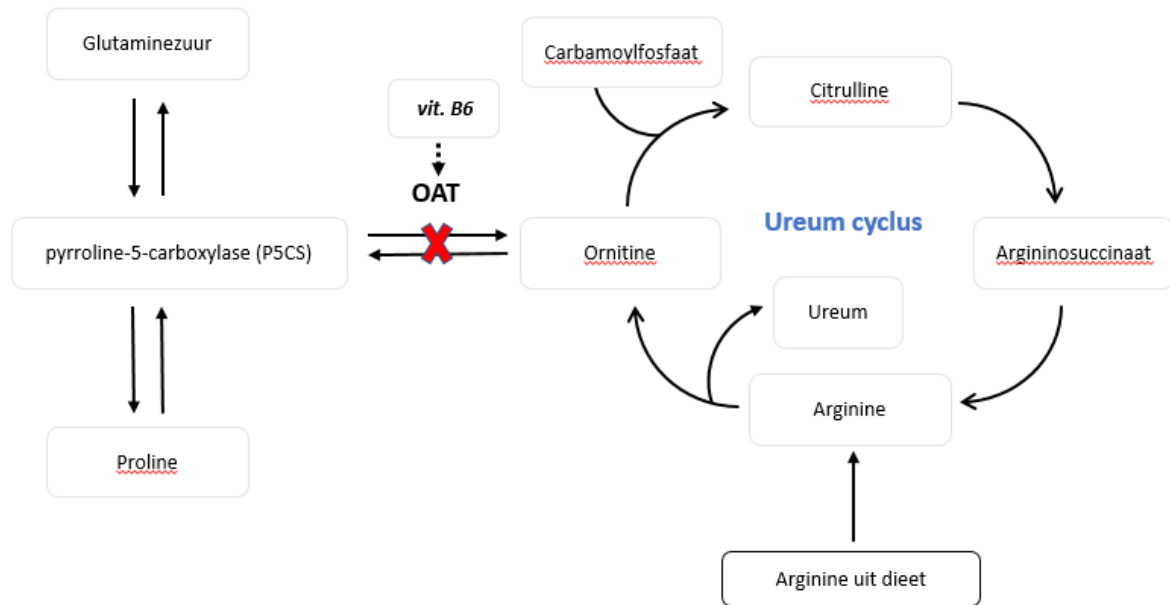 Glutaminezuur
Carbamoylfosfaat
Citrulline
vit. B6
OAT
pyrroline-5-carboxylase (P5CS)
Ornitine
Ureum cyclus
Argininosuccinaat
Ureum
Arginine
Proline
Arginine uit dieet